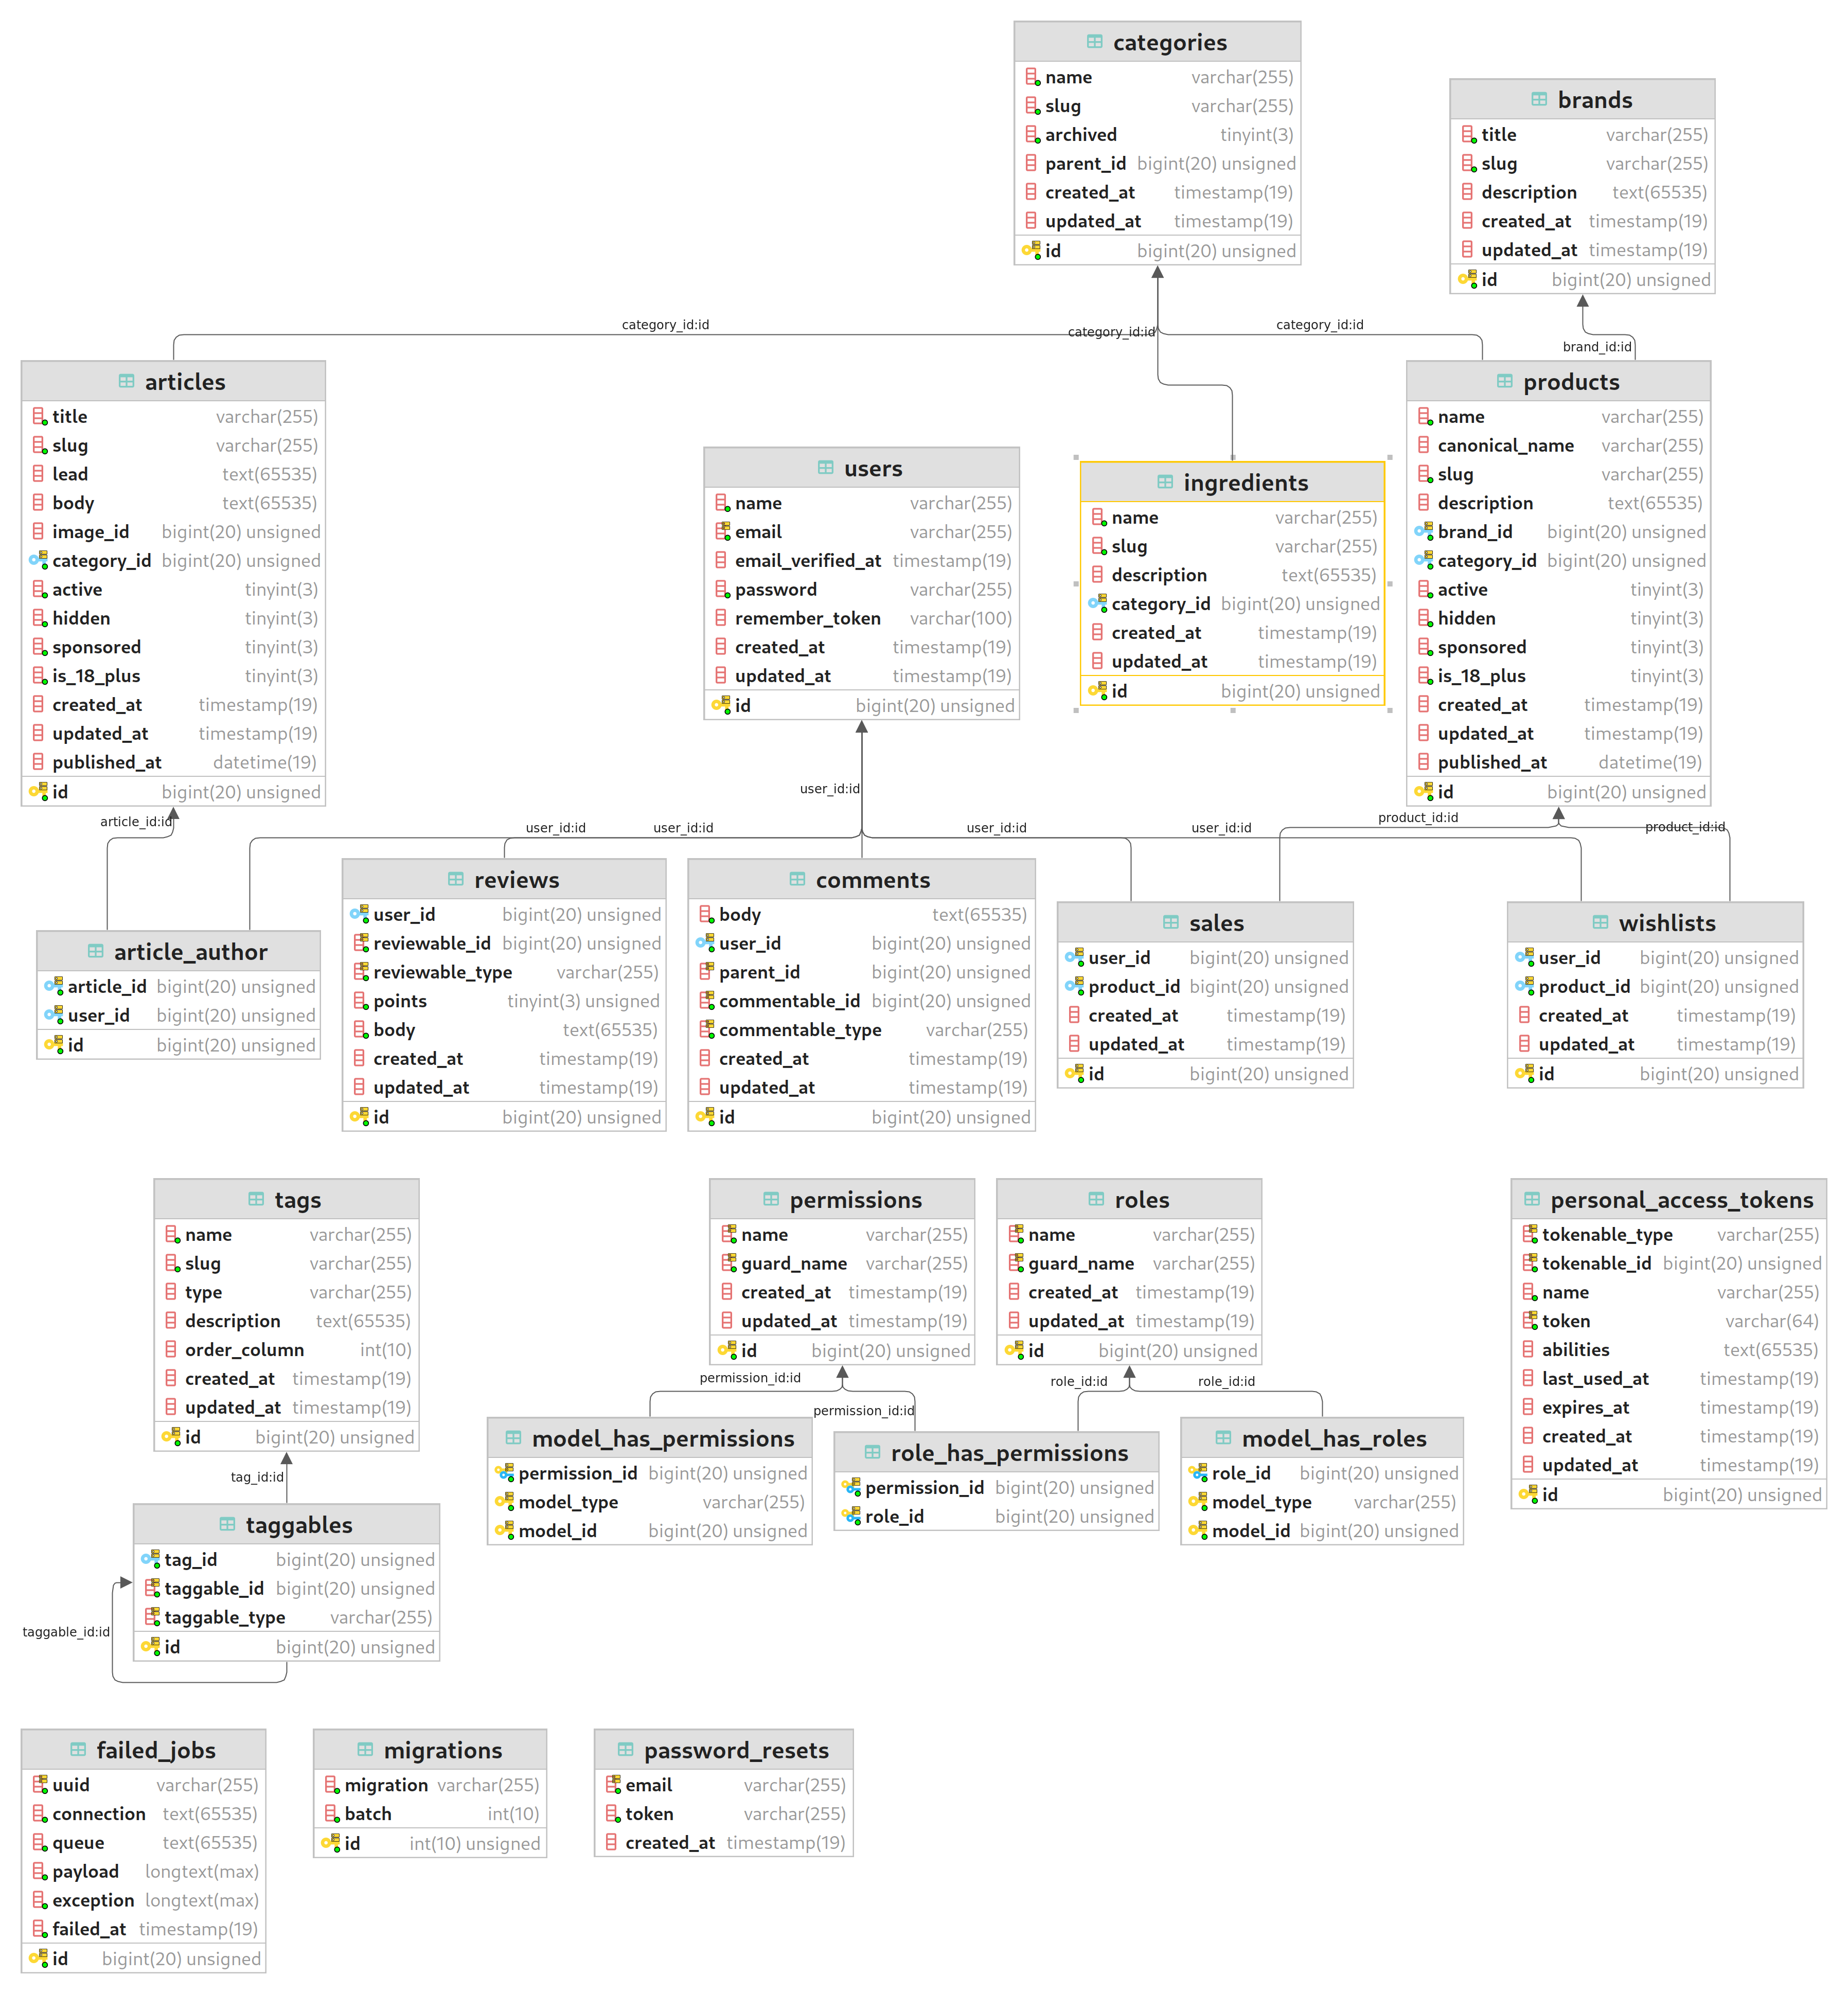 categories
name varchar(255)
slug varchar(255)
archived tinyint(3)
parent_id bigint(20) unsigned
created_at timestamp(19)
updated_at timestamp(19)
id bigint(20) unsigned
brands
title varchar(255)
slug varchar(255)
description text(65535)
created_at timestamp(19)
updated_at timestamp(19)
id bigint(20) unsigned
category_id:id
category_id:id
category_id:id
brand_id:id
articles
title varchar(255)
slug varchar(255)
lead text(65535)
body text(65535)
image_id bigint(20) unsigned
category_id bigint(20) unsigned
active tinyint(3)
hidden tinyint(3)
sponsored tinyint(3)
is_18_plus tinyint(3)
created_at timestamp(19)
updated_at timestamp(19)
published_at datetime(19)
id bigint(20) unsigned
users
name varchar(255)
email varchar(255)
email_verified_at timestamp(19)
password varchar(255)
remember_token varchar(100)
created_at timestamp(19)
updated_at timestamp(19)
id bigint(20) unsigned
ingredients
name varchar(255)
slug varchar(255)
description text(65535)
category_id bigint(20) unsigned
created_at timestamp(19)
updated_at timestamp(19)
id bigint(20) unsigned
products
name varchar(255)
canonical_name varchar(255)
slug varchar(255)
description text(65535)
brand_id bigint(20) unsigned
category_id bigint(20) unsigned
active tinyint(3)
hidden tinyint(3)
sponsored tinyint(3)
is_18_plus tinyint(3)
created_at timestamp(19)
updated_at timestamp(19)
published_at datetime(19)
id bigint(20) unsigned
user_id:id
article_id:id
user_id:id
user_id:id
user_id:id
user_id:id
product_id:id
product_id:id
article_author
article_id bigint(20) unsigned
user_id bigint(20) unsigned
id bigint(20) unsigned
reviews
user_id bigint(20) unsigned
reviewable_id bigint(20) unsigned
reviewable_type varchar(255)
points tinyint(3) unsigned
body text(65535)
created_at timestamp(19)
updated_at timestamp(19)
id bigint(20) unsigned
comments
body text(65535)
user_id bigint(20) unsigned
parent_id bigint(20) unsigned
commentable_id bigint(20) unsigned
commentable_type varchar(255)
created_at timestamp(19)
updated_at timestamp(19)
id bigint(20) unsigned
sales
user_id bigint(20) unsigned
product_id bigint(20) unsigned
created_at timestamp(19)
updated_at timestamp(19)
id bigint(20) unsigned
wishlists
user_id bigint(20) unsigned
product_id bigint(20) unsigned
created_at timestamp(19)
updated_at timestamp(19)
id bigint(20) unsigned
tags
name varchar(255)
slug varchar(255)
type varchar(255)
description text(65535)
order_column int(10)
created_at timestamp(19)
updated_at timestamp(19)
id bigint(20) unsigned
permissions
name varchar(255)
guard_name varchar(255)
created_at timestamp(19)
updated_at timestamp(19)
id bigint(20) unsigned
roles
name varchar(255)
guard_name varchar(255)
created_at timestamp(19)
updated_at timestamp(19)
id bigint(20) unsigned
personal_access_tokens
tokenable_type varchar(255)
tokenable_id bigint(20) unsigned
name varchar(255)
token varchar(64)
abilities text(65535)
last_used_at timestamp(19)
expires_at timestamp(19)
created_at timestamp(19)
updated_at timestamp(19)
id bigint(20) unsigned
permission_id:id
permission_id:id
role_id:id
role_id:id
model_has_permissions
permission_id bigint(20) unsigned
model_type varchar(255)
model_id bigint(20) unsigned
role_has_permissions
permission_id bigint(20) unsigned
role_id bigint(20) unsigned
model_has_roles
role_id bigint(20) unsigned
model_type varchar(255)
model_id bigint(20) unsigned
tag_id:id
taggables
tag_id bigint(20) unsigned
taggable_id bigint(20) unsigned
taggable_type varchar(255)
id bigint(20) unsigned
taggable_id:id
failed_jobs
uuid varchar(255)
connection text(65535)
queue text(65535)
payload longtext(max)
exception longtext(max)
failed_at timestamp(19)
id bigint(20) unsigned
migrations
migration varchar(255)
batch int(10)
id int(10) unsigned
password_resets
email varchar(255)
token varchar(255)
created_at timestamp(19)